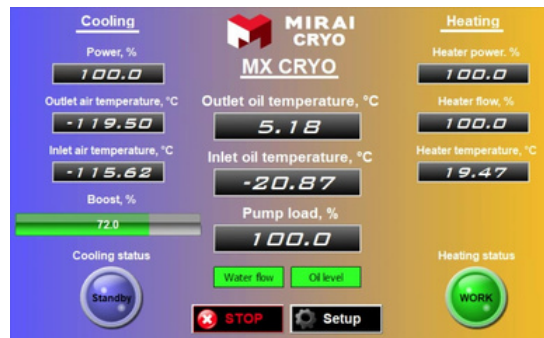 Cooling
Power, %
100.0
Outlet air temperature, °C
-119.50
Inlet air temperature, °C
-115.62
Boost, %
72.0
Cooling status
Standby
MIRAI
CRYO
MX CRYO
Outlet oil temperature, °C
5.18
Inlet oil temperature, °C
-20.87
Pump load, %
100.0
Water flow
Oil level
STOP
Setup
Heating
Heater power. %
100.0
Heater flow, %
100.0
Heater temperature, °C
19.47
Heating status
WORK